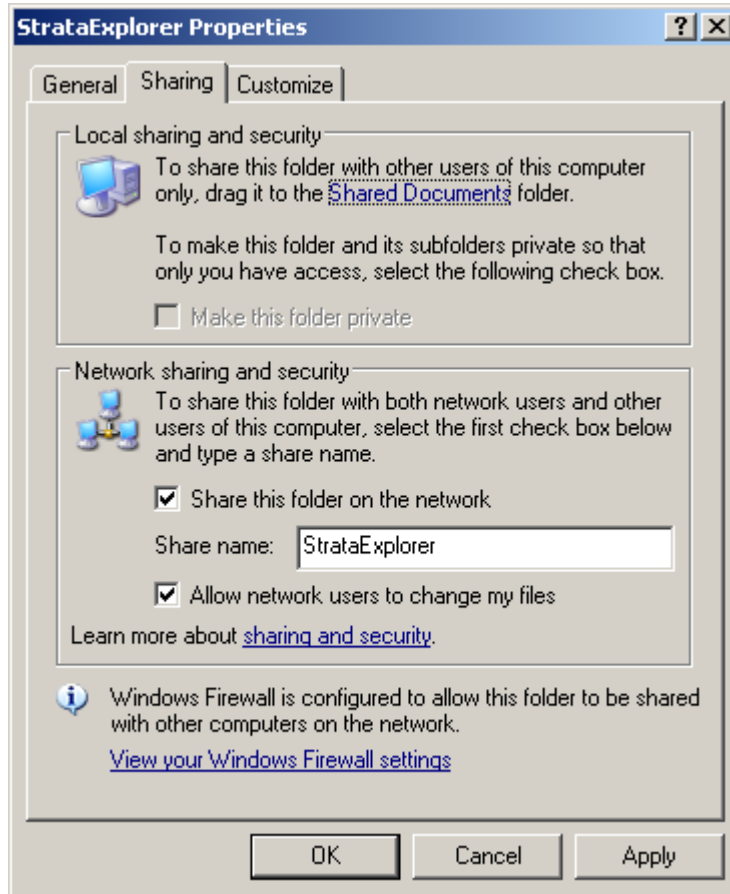 StrataExplorer Properties
General Sharing Customize
Local sharing and security
To share this folder with other users of this computer
only, drag it to the Shared Documents folder.
To make this folder and its subfolders private so that
only you have access, select the following check box.
Make this folder private
Network sharing and security
To share this folder with both network users and other
users of this computer, select the first check box below
and type a share name.
Share this folder on the network
Share name: StrataExplorer
Allow network users to change my files
Learn more about sharing and security.
Windows Firewall is configured to allow this folder to be shared
with other computers on the network.
View your Windows Firewall settings
OK Cancel Apply